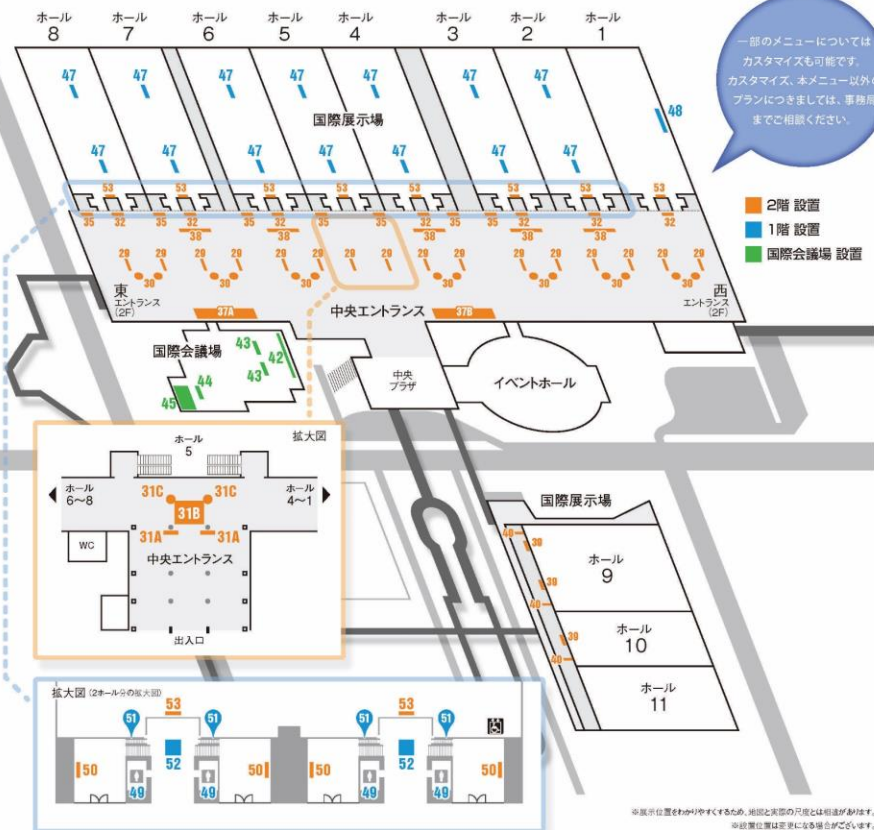 ホール
8
ホール
7
ホール
6
ホール
5
ホール
4
ホール
3
ホール
2
ホール
1
一部のメニューについては
カスタマイズも可能です。
カスタマイズ、本メニュー以外の
プランにつきましては、事務局
までご相談ください。
47 47 47 47 47 47 47
48
国際展示場
47 47 47 47 47 47 47
53 53 53 53 53 53 53 53
35 32 35 32 35 32 35 32 35 32 35 32 35 32
38 38 38 38 38
2階 設置
1階 設置
国際会議場 設置
29 29 29 29 29 29 29 29 29 29 29 29 29 29
30 30 30 30 30 30
東
エントランス
(2F)
西
エントランス
(2F)
37A
中央エントランス
37B
国際会議場
43
42
43
44
45
中央
プラザ
イベントホール
拡大図
ホール
5
ホール
6〜8
ホール
4〜1
31C 31C
31B
31A 31A
WC
中央エントランス
出入口
国際展示場
40
39
ホール
9
39
40
ホール
10
39
40
ホール
11
拡大図 (2ホール分の拡大図)
53 53
51 51 51 51
52 52
50 50 50 50
49 49 49 49
※展示位置をわかりやすくするため、地図と実際の尺度とは相違があります。
※設置位置は変更になる場合がございます。